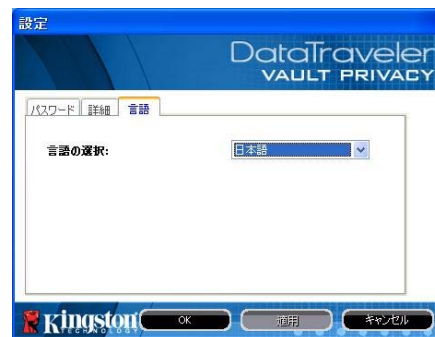 設定
DataTraveler
VAULT PRIVACY
パスワード 詳細 言語
言語の選択: 日本語
Kingston
TECHNOLOGY
OK 適用 キャンセル